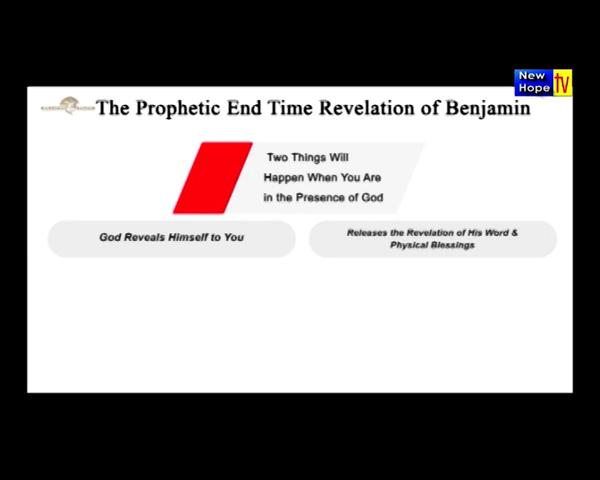 New
Hope TV
The Prophetic End Time Revelation of Benjamin
Two Things Will
Happen When You Are
in the Presence of God
God Reveals Himself to You
Releases the Revelation of His Word &
Physical Blessings